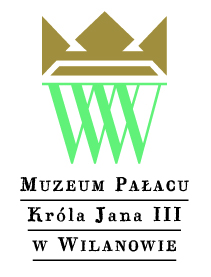 W
Muzeum Pałacu
Króla Jana III
w Wilanowie